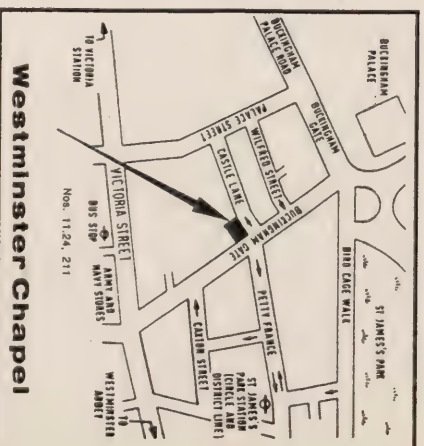 BUCKINGHAM
PALACE
ST JAMES'S PARK
BUCKINGHAM
PALACE ROAD
BUCKINGHAM
GATE
BIRD CAGE WALK
PALACE STREET
WILFRED STREET
CASTLE LANE
BUCKINGHAM GATE
PETTY FRANCE
ST JAMES'S
PARK STATION
(CIRCLE AND
DISTRICT LINE)
CAXTON STREET
TO VICTORIA
STATION
VICTORIA STREET
BUS STOP
Nos. 11.24, 211
ARMY AND
NAVY STORES
TO
WESTMINSTER
ABBEY
Westminster Chapel